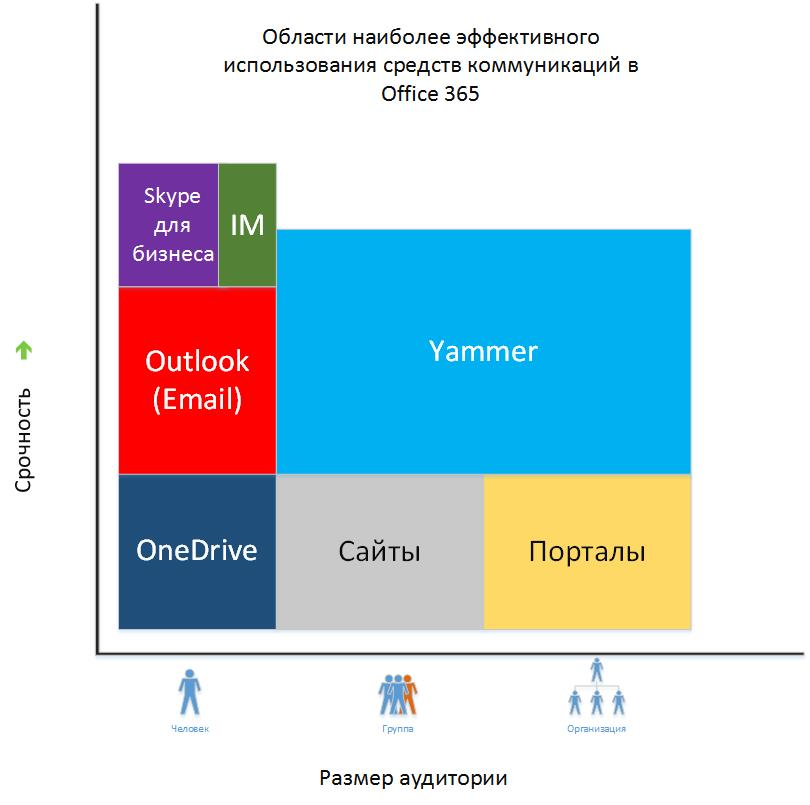 Области наиболее эффективного
использования средств коммуникаций в
Office 365
Skype
для
бизнеса
IM
Outlook
(Email)
Yammer
OneDrive
Сайты
Порталы
Срочность
Человек
Группа
Организация
Размер аудитории